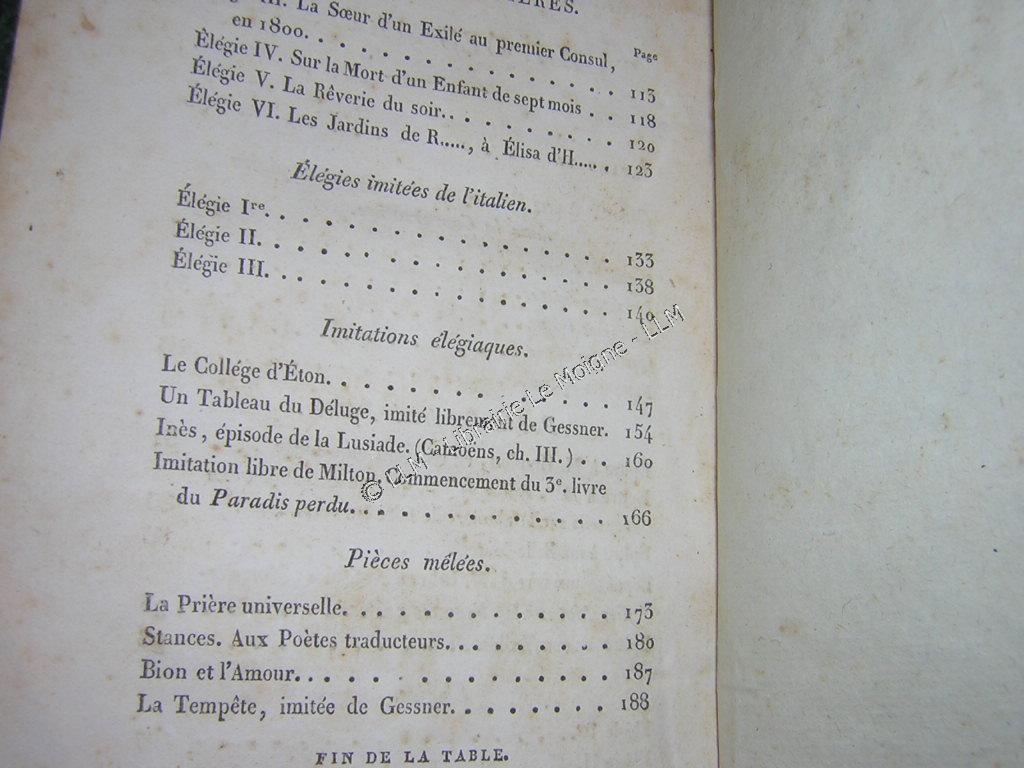 III. La Sœur d'un Exilé au premier Consul,
Page
en 1800. . . . . . . . . . . . . . 113
Élégie IV. Sur la Mort d'un Enfant de sept mois . . 118
Élégie V. La Rêverie du soir. . . . . . . . . 120
Élégie VI. Les Jardins de R....., à Élisa d'H..... . 123
Élégies imitées de l'italien.
Élégie Ire. . . . . . . . . . . . . . . 133
Élégie II. . . . . . . . . . . . . . . 138
Élégie III. . . . . . . . . . . . . . . 140
Imitations élégiaques.
Le Collége d'Éton. . . . . . . . . . . . 147
Un Tableau du Déluge, imité librement de Gessner. 154
Inès, épisode de la Lusiade. (Camoëns, ch. III.) . . 160
Imitation libre de Milton. Commencement du 3e. livre
du Paradis perdu. . . . . . . . . . . . 166
Pièces mêlées.
La Prière universelle. . . . . . . . . . . . 173
Stances. Aux Poètes traducteurs. . . . . . . . 180
Bion et l'Amour. . . . . . . . . . . . . 187
La Tempête, imitée de Gessner. . . . . . . . 188
FIN DE LA TABLE.
© LLM - Librairie Le Moigne - LLM